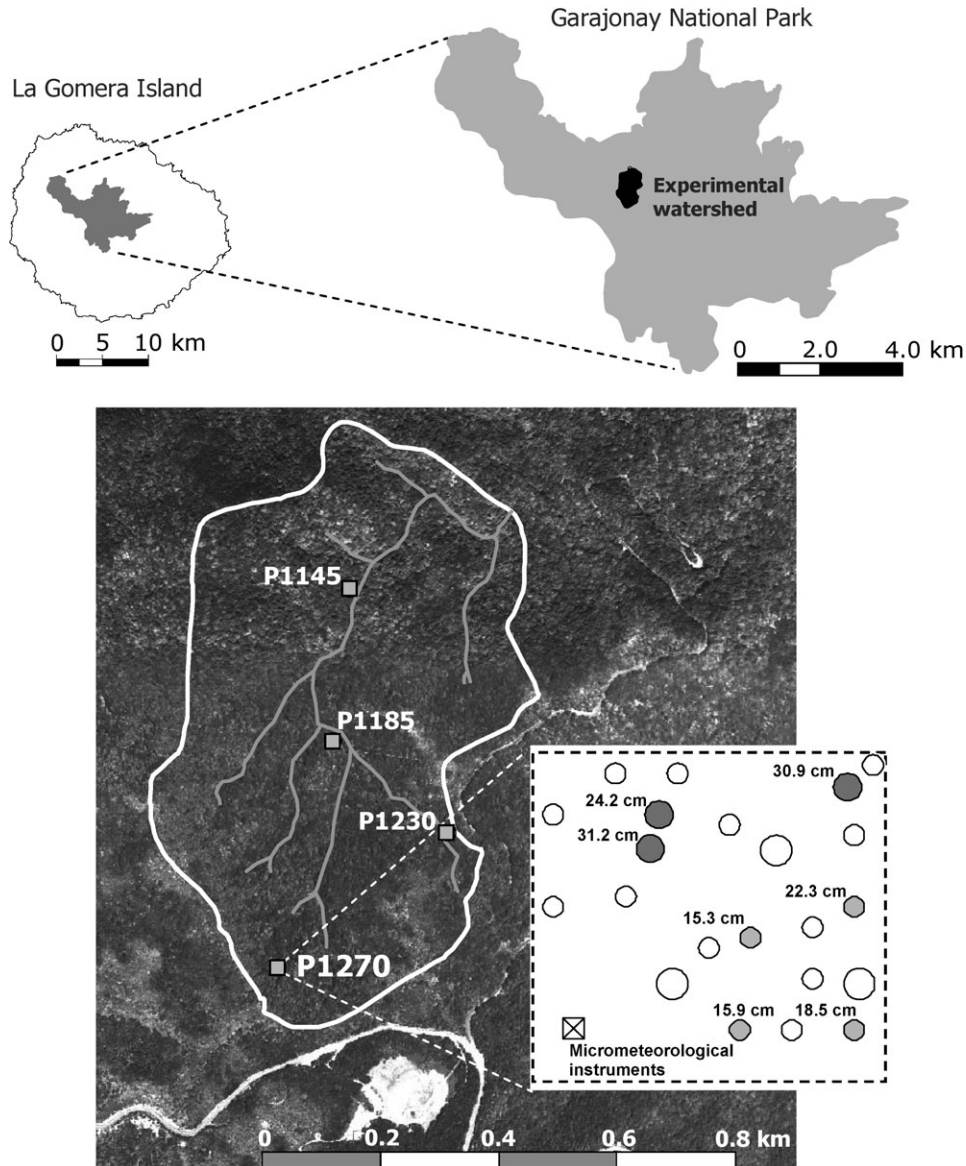 Garajonay National Park
La Gomera Island
Experimental
watershed
0 5 10 km
0 2.0 4.0 km
P1145
P1185
P1230
P1270
30.9 cm
24.2 cm
31.2 cm
22.3 cm
15.3 cm
15.9 cm
18.5 cm
Micrometeorological
instruments
0 0.2 0.4 0.6 0.8 km